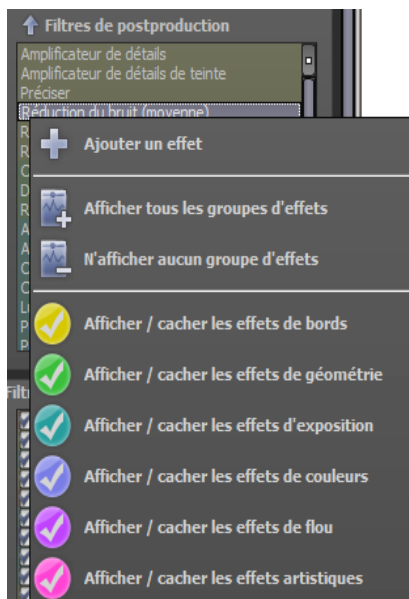 Filtres de postproduction
Amplificateur de détails
Amplificateur de détails de teinte
Préciser
Réduction du bruit (moyenne)
Ajouter un effet
Afficher tous les groupes d'effets
N'afficher aucun groupe d'effets
Afficher / cacher les effets de bords
Afficher / cacher les effets de géométrie
Afficher / cacher les effets d'exposition
Afficher / cacher les effets de couleurs
Afficher / cacher les effets de flou
Afficher / cacher les effets artistiques